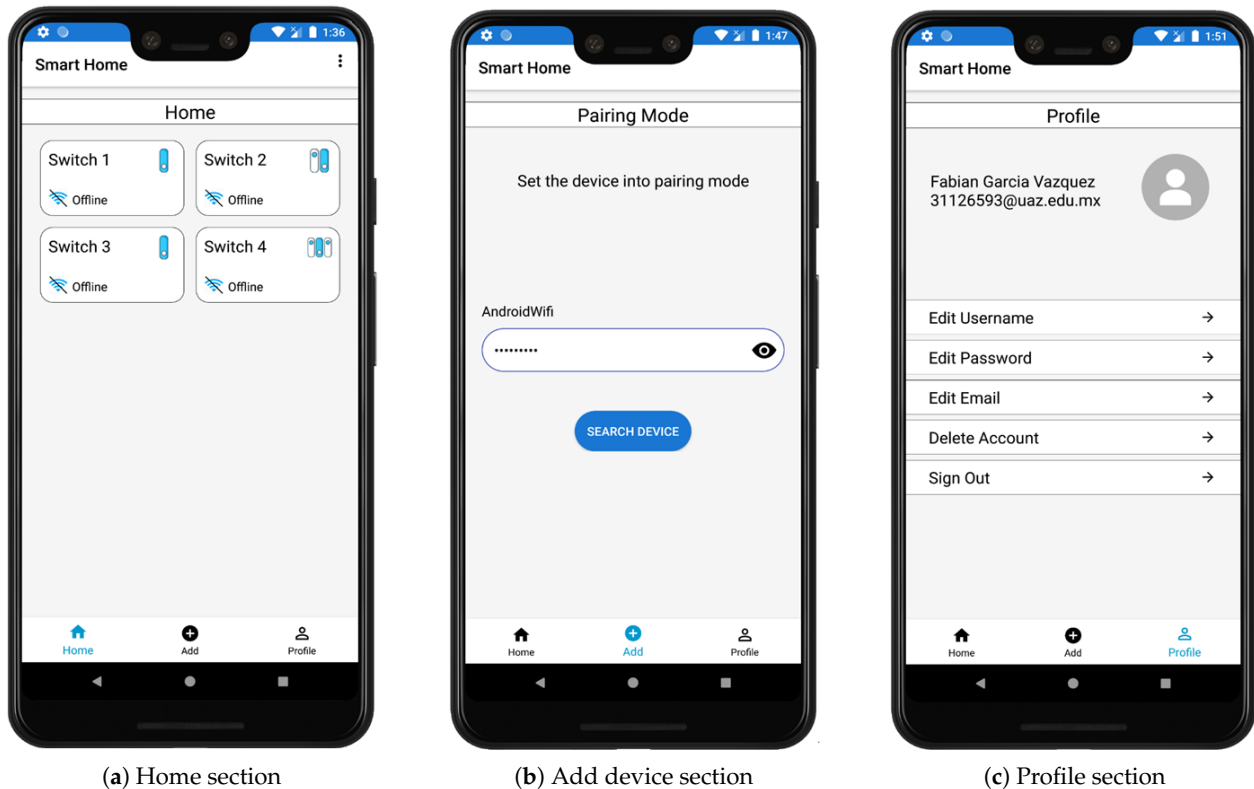 1:36
Smart Home
Home
Switch 1
Switch 2
Offline
Offline
Switch 3
Switch 4
Offline
Offline
Home
Add
Profile
(a) Home section
1:47
Smart Home
Pairing Mode
Set the device into pairing mode
AndroidWifi
•••••••••
SEARCH DEVICE
Home
Add
Profile
(b) Add device section
1:51
Smart Home
Profile
Fabian Garcia Vazquez
31126593@uaz.edu.mx
Edit Username
Edit Password
Edit Email
Delete Account
Sign Out
Home
Add
Profile
(c) Profile section